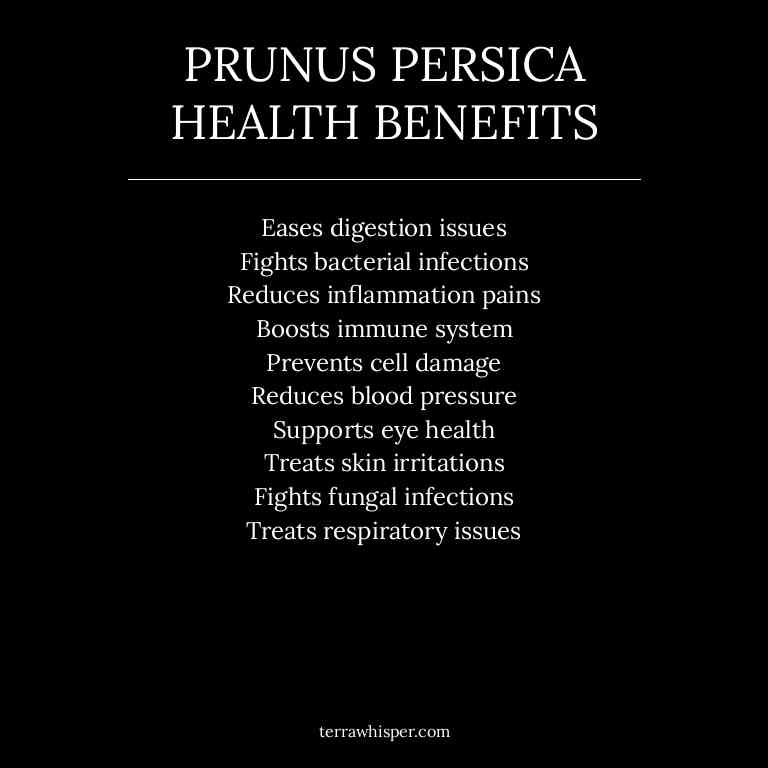 PRUNUS PERSICA
HEALTH BENEFITS
Eases digestion issues
Fights bacterial infections
Reduces inflammation pains
Boosts immune system
Prevents cell damage
Reduces blood pressure
Supports eye health
Treats skin irritations
Fights fungal infections
Treats respiratory issues
terrawhisper.com